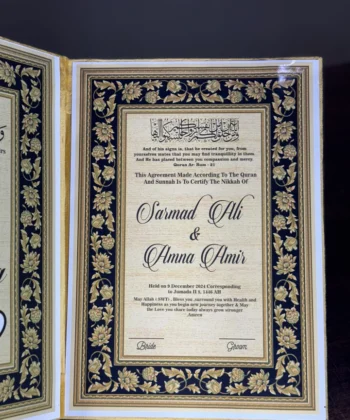 And of his signs is, that he created for you, from
yourselves states that you may find tranquility in them
And He has placed between you compassion and mercy
Quran Ar- Rum - 21
This Agreement Made According To The Quran
And Sunnah Is To Certify The Nikkah Of
Sarmad Ali
&
Amna Amir
Held on 8 December 2024 Corresponding
to Jumada II 5, 1446 AH
May Allah ( SWT) , Bless you ,surround you with Health and
Happiness as you begin new journey together & May
the Love you share today always grow stronger
Ameen
Bride
Groom